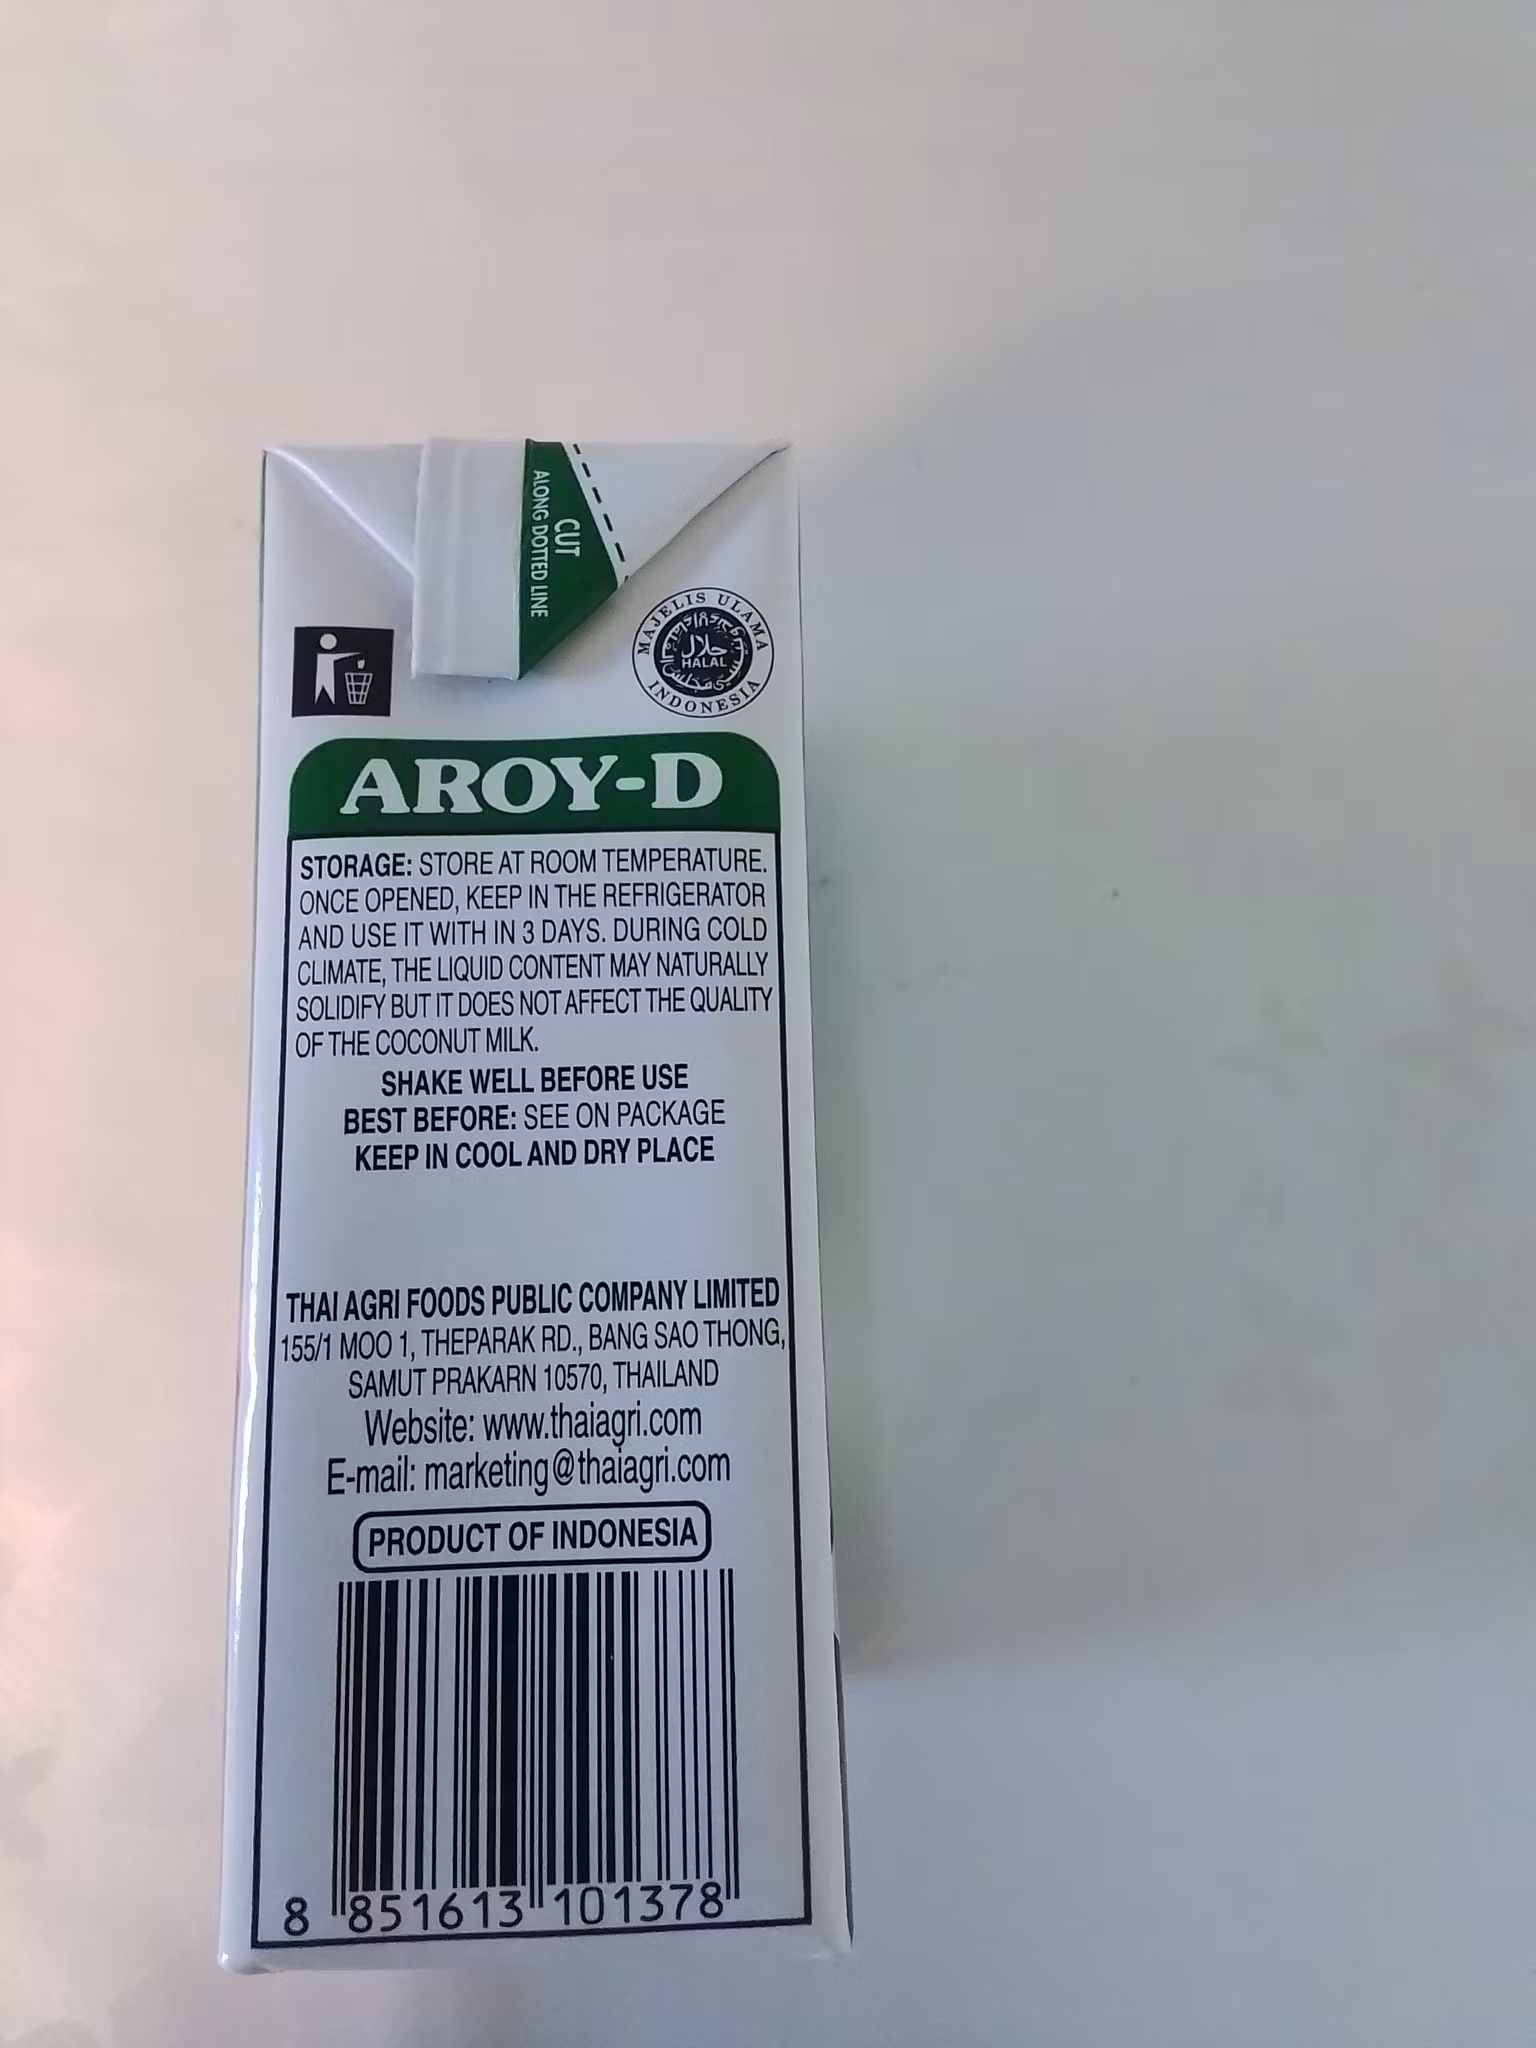 CUT
ALONG DOTTED LINE
MAJELIS ULAMA
حلال
HALAL
INDONESIA
AROY-D
STORAGE: STORE AT ROOM TEMPERATURE.
ONCE OPENED, KEEP IN THE REFRIGERATOR
AND USE IT WITH IN 3 DAYS. DURING COLD
CLIMATE, THE LIQUID CONTENT MAY NATURALLY
SOLIDIFY BUT IT DOES NOT AFFECT THE QUALITY
OF THE COCONUT MILK.
SHAKE WELL BEFORE USE
BEST BEFORE: SEE ON PACKAGE
KEEP IN COOL AND DRY PLACE
THAI AGRI FOODS PUBLIC COMPANY LIMITED
155/1 MOO 1, THEPARAK RD., BANG SAO THONG,
SAMUT PRAKARN 10570, THAILAND
Website: www.thaiagri.com
E-mail: marketing@thaiagri.com
PRODUCT OF INDONESIA
8 851613 101378